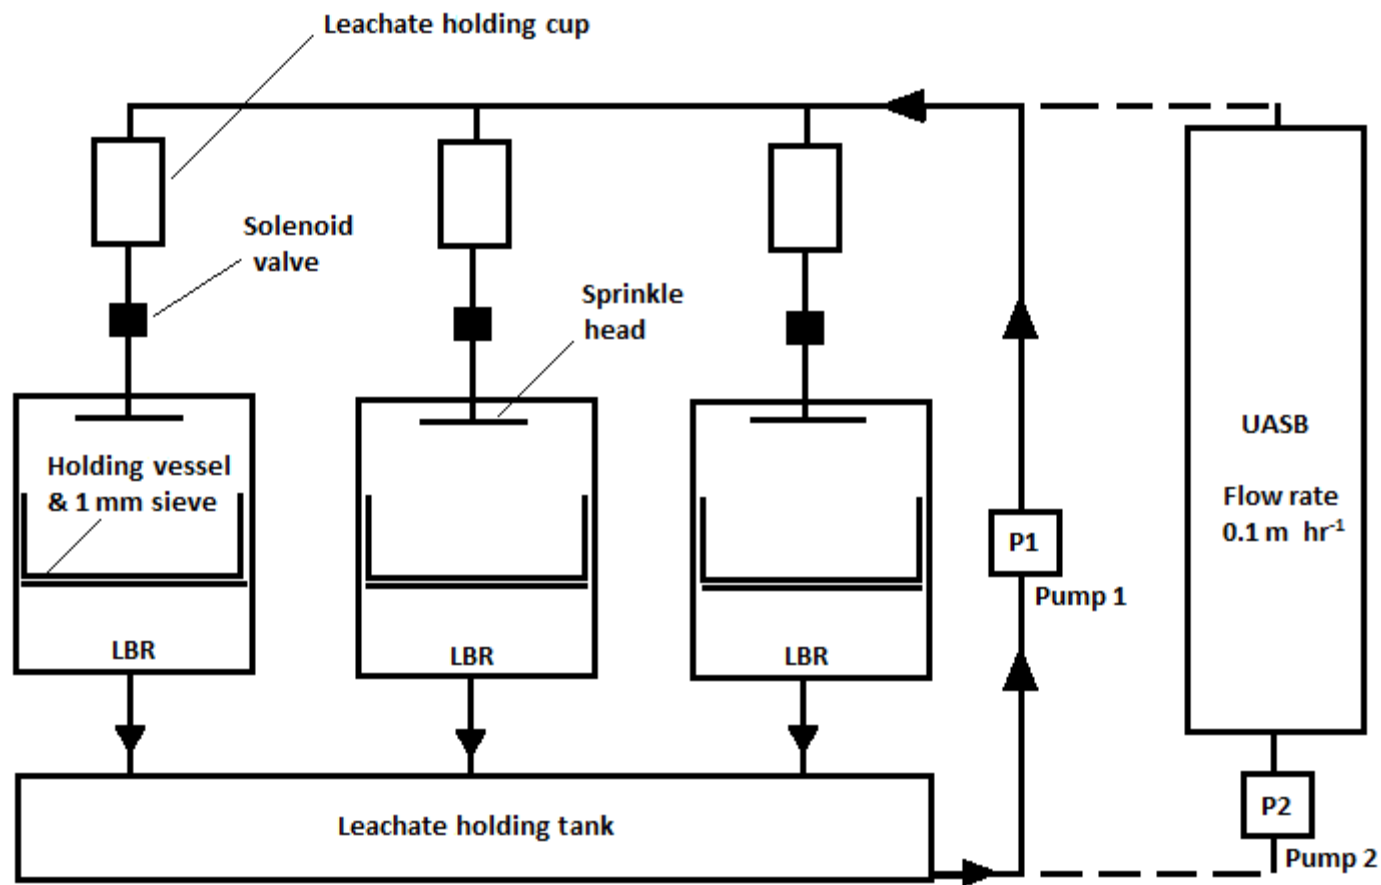 Leachate holding cup
Solenoid
valve
Sprinkle
head
Holding vessel
& 1 mm sieve
UASB
Flow rate
0.1 m hr-1
P1
Pump 1
LBR
LBR
LBR
P2
Pump 2
Leachate holding tank